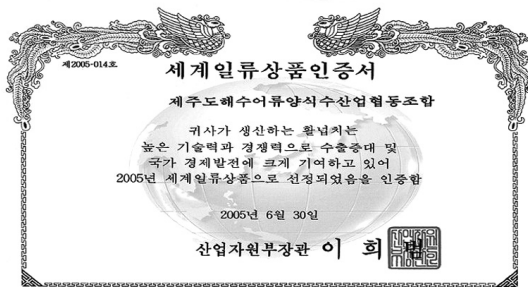 제2005-014호
세계일류상품인증서
제주도해수어류양식수산업협동조합
귀사가 생산하는 활넙치는
높은 기술력과 경쟁력으로 수출증대 및
국가 경제발전에 크게 기여하고 있어
2005년 세계일류상품으로 선정되었음을 인증함
2005년 6월 30일
산업자원부장관 이 희 범